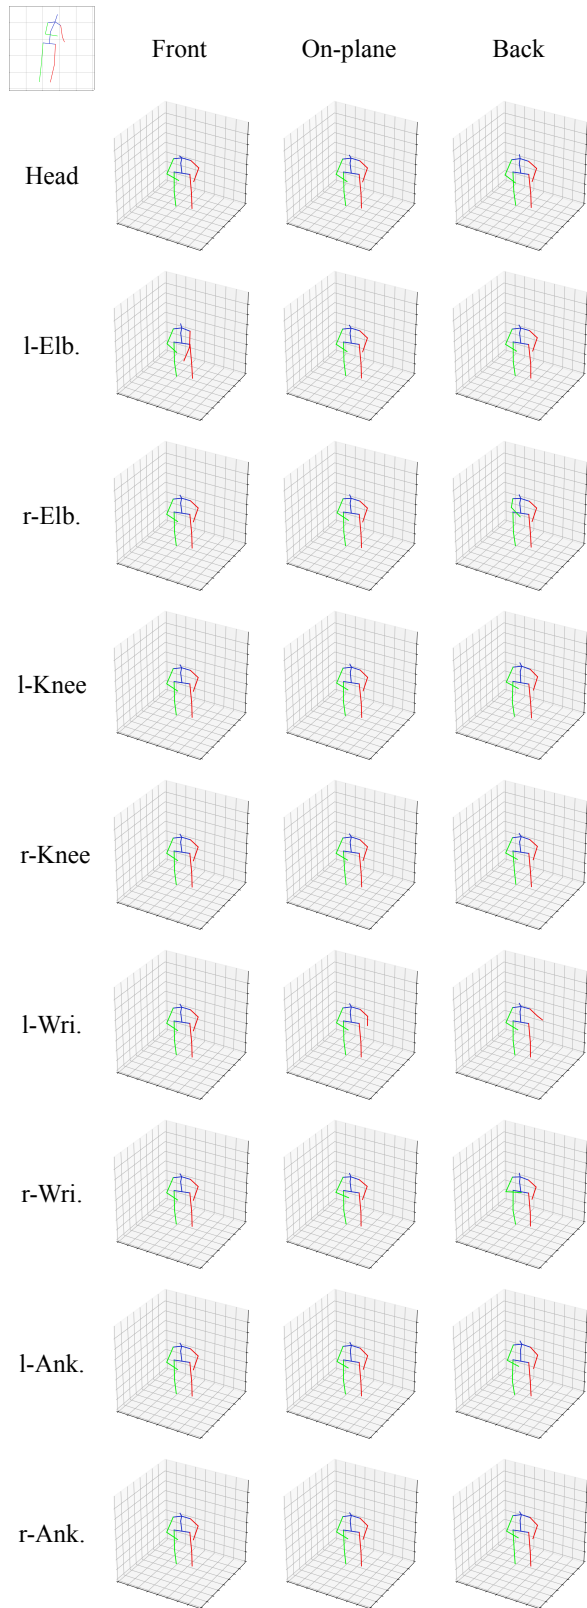 Front On-plane Back
Head
l-Elb.
r-Elb.
l-Knee
r-Knee
l-Wri.
r-Wri.
l-Ank.
r-Ank.